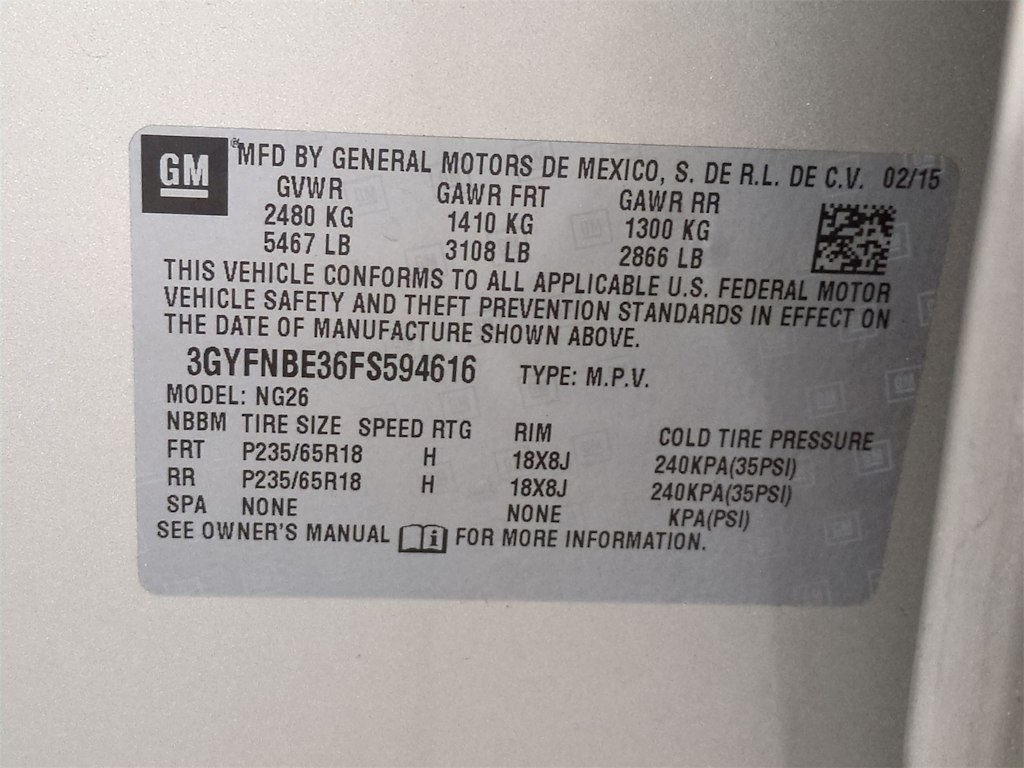 GM
® MFD BY GENERAL MOTORS DE MEXICO, S. DE R.L. DE C.V. 02/15
GVWR GAWR FRT GAWR RR
2480 KG 1410 KG 1300 KG
5467 LB 3108 LB 2866 LB
THIS VEHICLE CONFORMS TO ALL APPLICABLE U.S. FEDERAL MOTOR
VEHICLE SAFETY AND THEFT PREVENTION STANDARDS IN EFFECT ON
THE DATE OF MANUFACTURE SHOWN ABOVE.
3GYFNBE36FS594616 TYPE: M.P.V.
MODEL: NG26
NBBM TIRE SIZE SPEED RTG RIM COLD TIRE PRESSURE
FRT P235/65R18 H 18X8J 240KPA(35PSI)
RR P235/65R18 H 18X8J 240KPA(35PSI)
SPA NONE NONE KPA(PSI)
SEE OWNER'S MANUAL i FOR MORE INFORMATION.